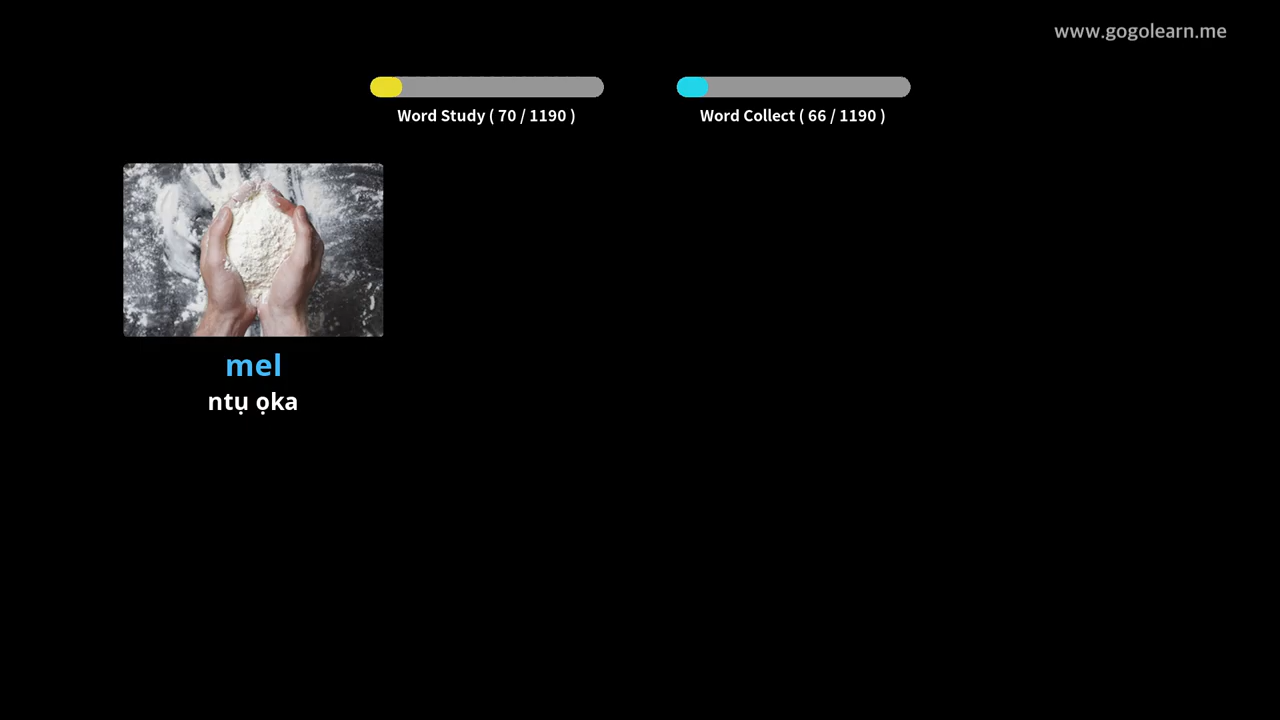 www.gogolearn.me
Word Study ( 70 / 1190 )
Word Collect ( 66 / 1190 )
mel
ntụ ọka